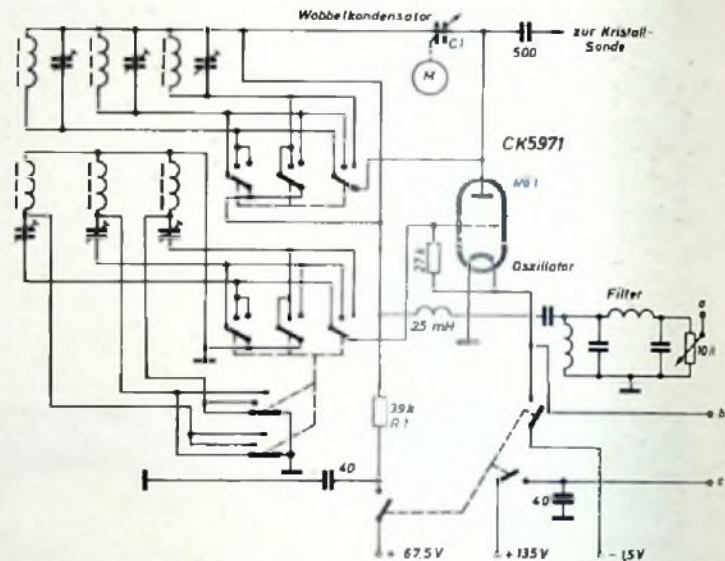 Wobbelkondensator
C1
M
500
zur Kristall-
Sonde
CK5971
Rö1
27k
Oszillator
25 mH
Filter
a
10k
39k
R1
b
40
c
40
+ 67,5V
+ 135V
- 1,5V